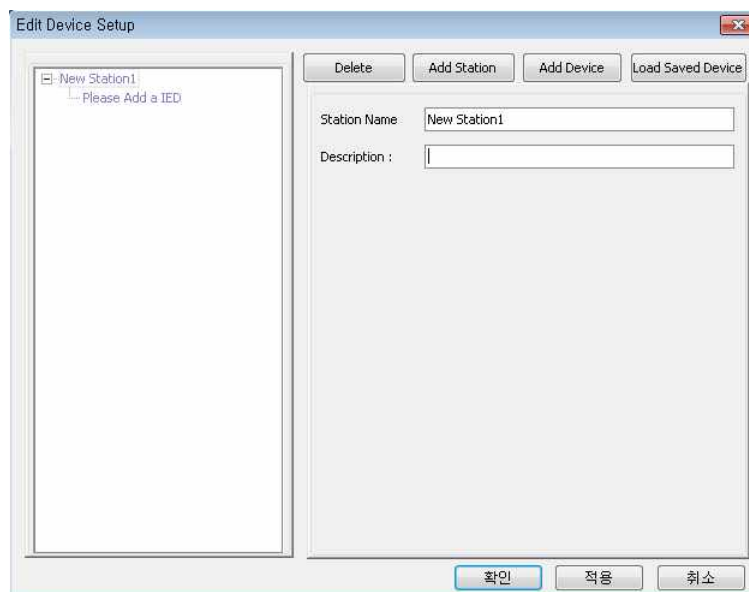 Edit Device Setup
New Station1
Please Add a IED
Delete
Add Station
Add Device
Load Saved Device
Station Name
New Station1
Description :
확인
적용
취소